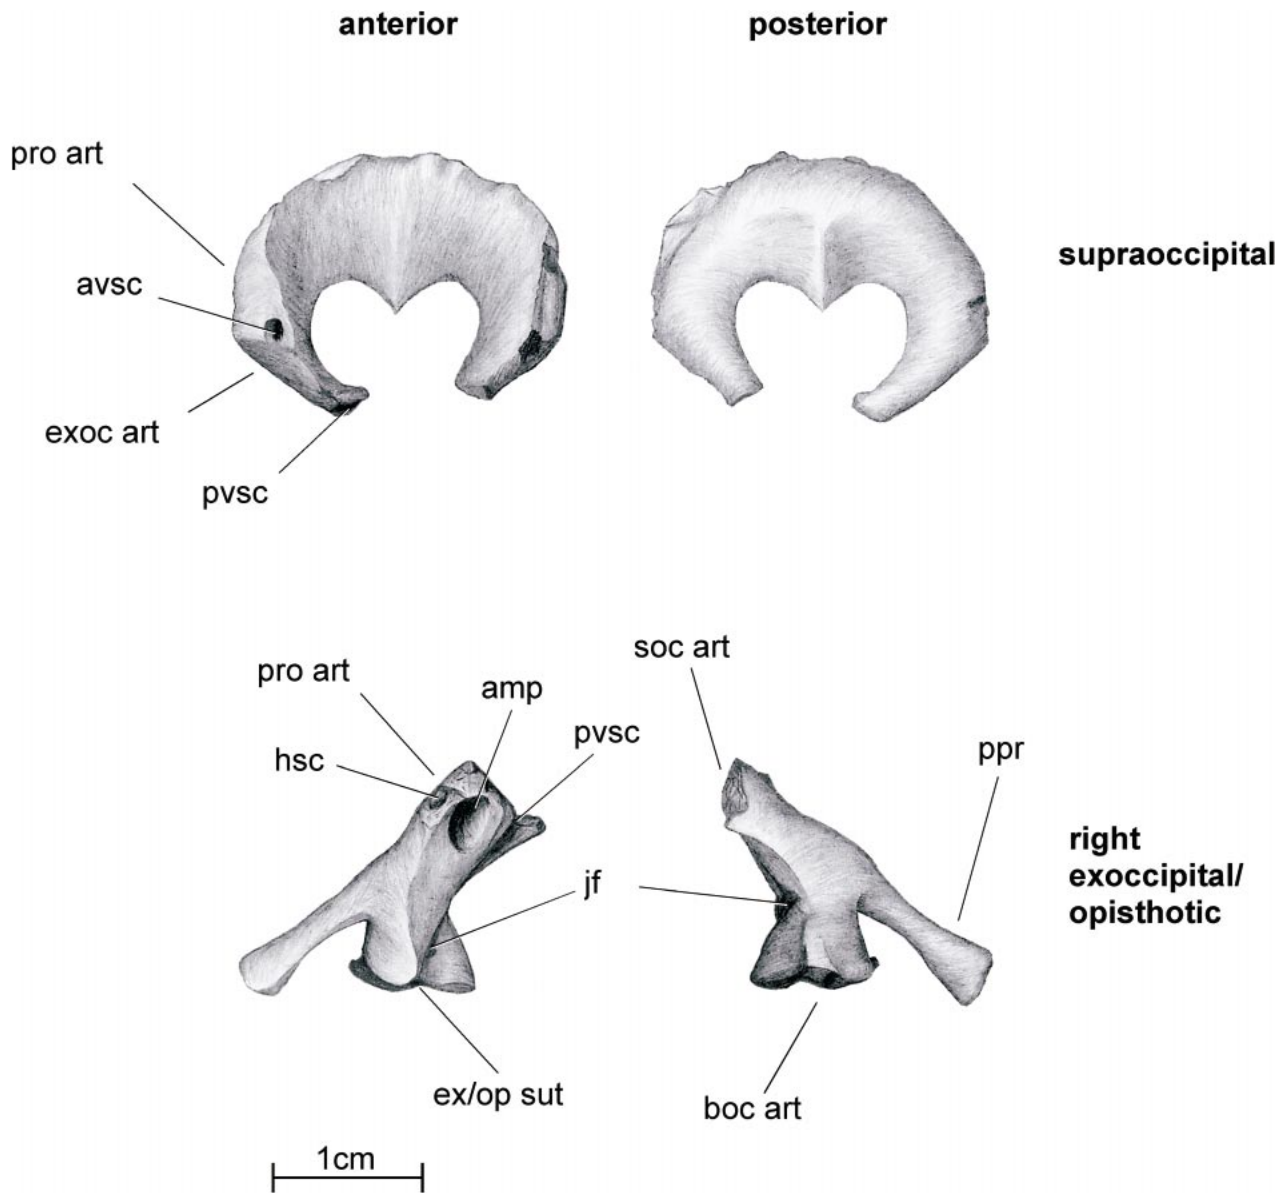 anterior
posterior
pro art
avsc
supraoccipital
exoc art
pvsc
soc art
pro art
amp
pvsc
hsc
ppr
right
exoccipital/
opisthotic
jf
ex/op sut
boc art
1cm